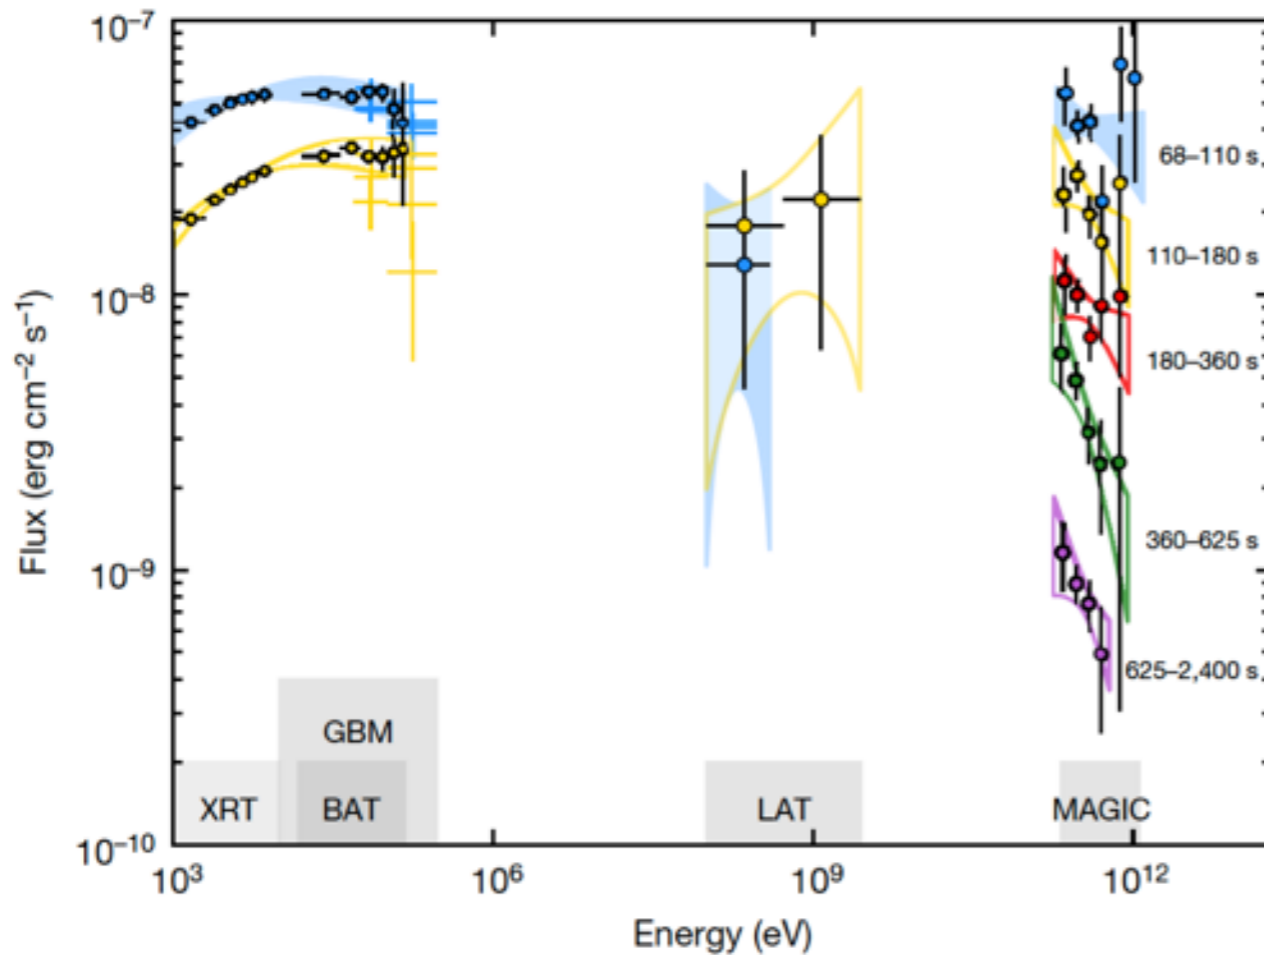 10⁻⁷
68–110 s
110–180 s
10⁻⁸
180–360 s
Flux (erg cm⁻² s⁻¹)
360–625 s
10⁻⁹
625–2,400 s
GBM
XRT
BAT
LAT
MAGIC
10⁻¹⁰
10³
10⁶
10⁹
10¹²
Energy (eV)